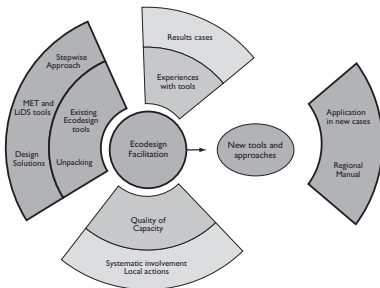 Results cases
Experiences
with tools
Stepwise
Approach
MET and
LiDS tools
Design
Solutions
Existing
Ecodesign
tools
Unpacking
Ecodesign
Facilitation
New tools and
approaches
Application
in new cases
Regional
Manual
Quality of
Capacity
Systematic involvement
Local actions